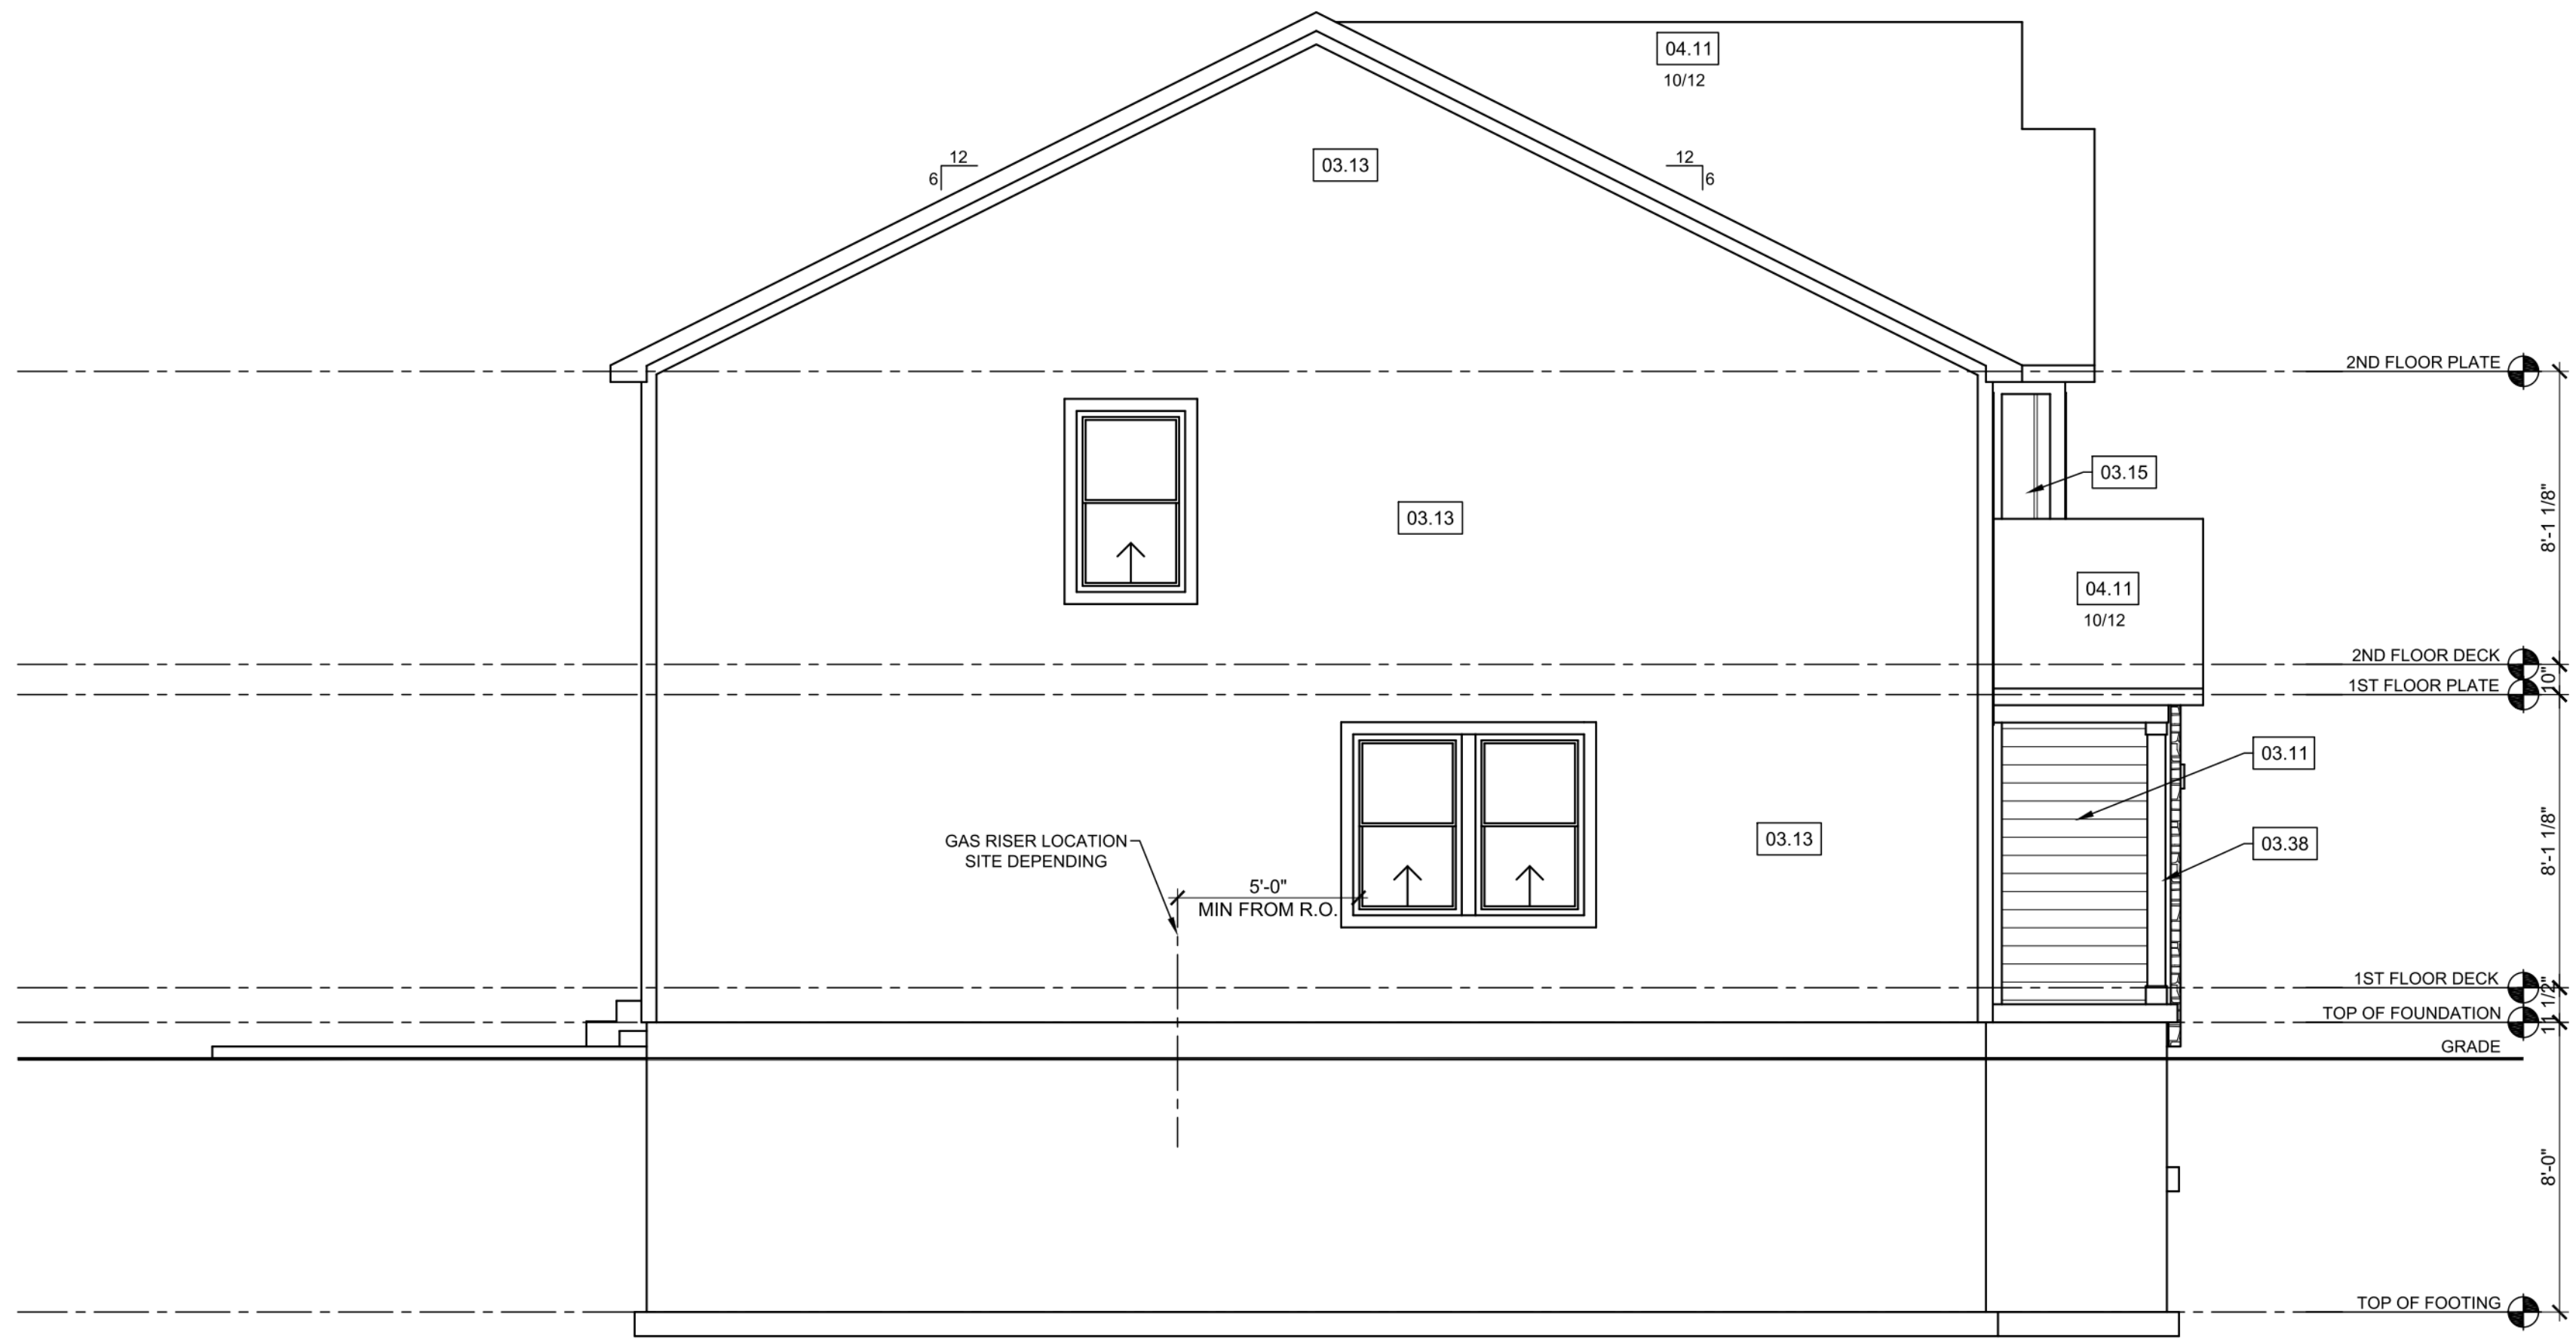 04.11
10/12
12
6
12
6
03.13
2ND FLOOR PLATE
03.15
03.13
8'-1 1/8"
04.11
10/12
2ND FLOOR DECK
10"
1ST FLOOR PLATE
03.11
GAS RISER LOCATION
SITE DEPENDING
03.13
03.38
8'-1 1/8"
5'-0"
MIN FROM R.O.
1ST FLOOR DECK
11 1/2"
TOP OF FOUNDATION
GRADE
8'-0"
TOP OF FOOTING